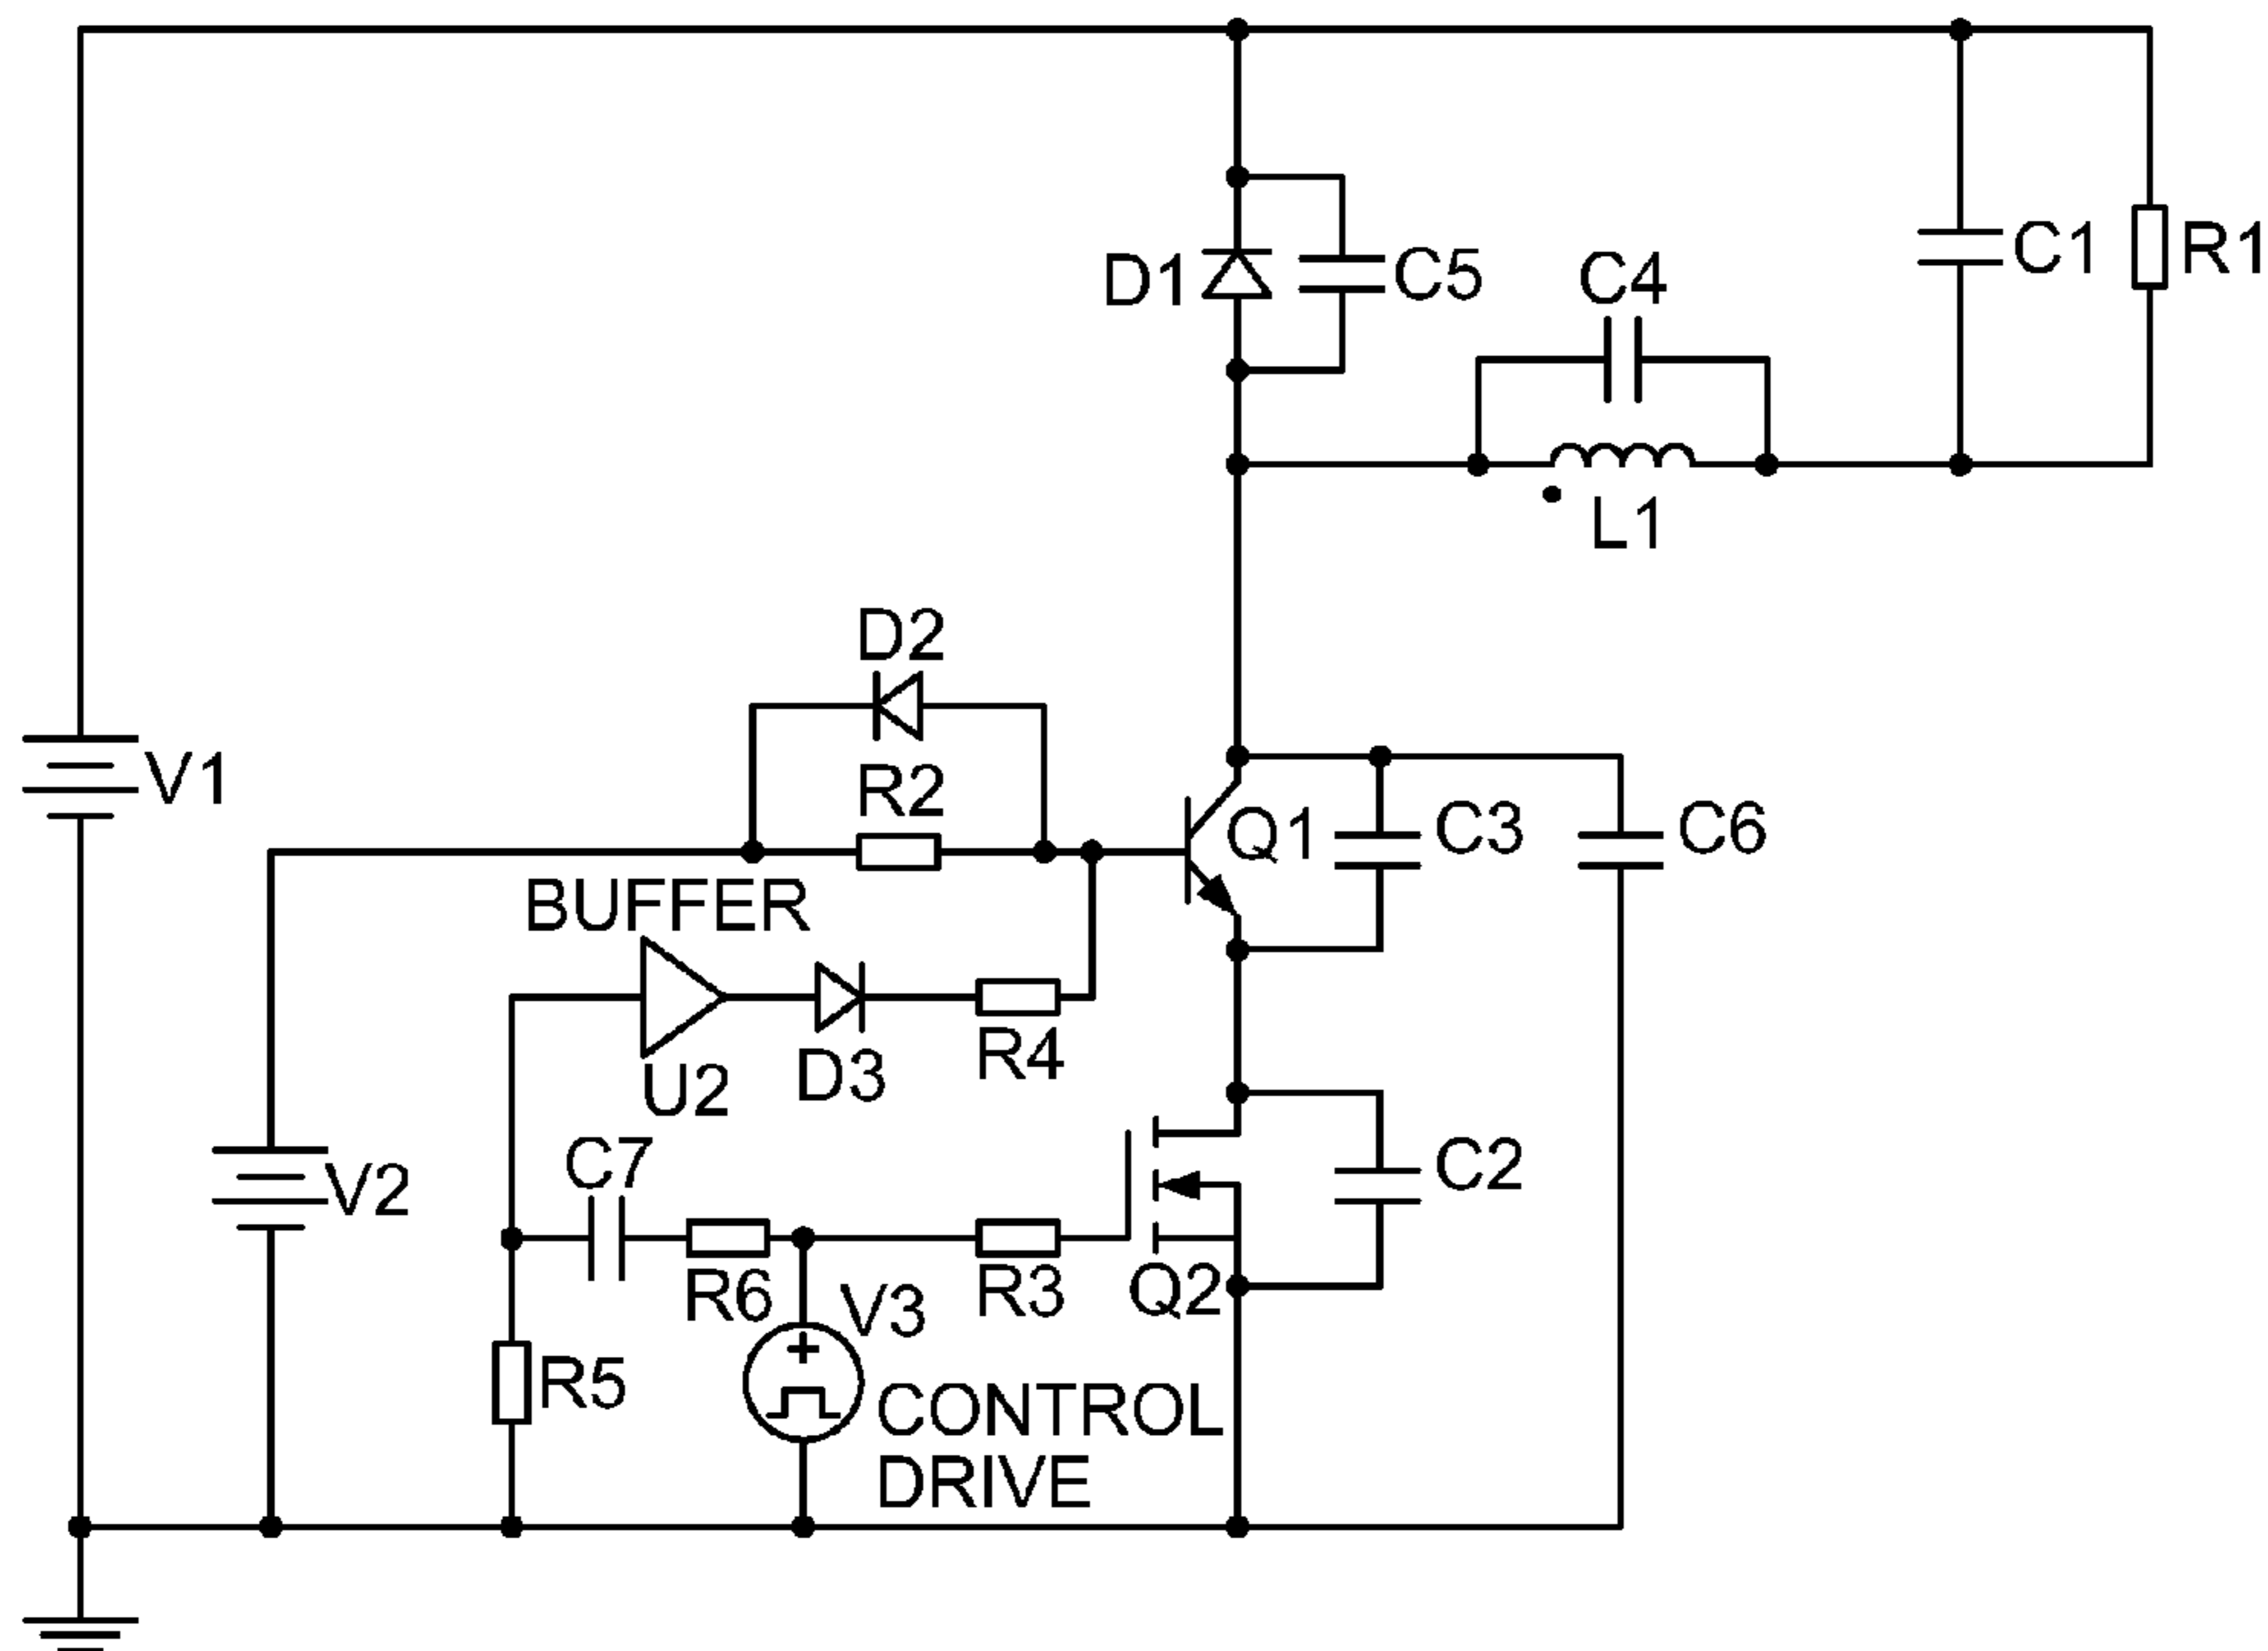 D1
C5
C4
C1
R1
L1
D2
V1
R2
Q1
C3
C6
BUFFER
U2
D3
R4
C7
V2
C2
R6
V3
R3
Q2
R5
CONTROL
DRIVE